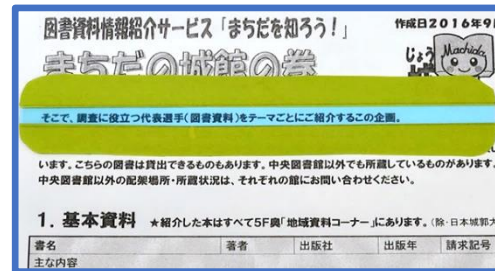 図書資料情報紹介サービス「まちだを知ろう!」
作成日2016年9月
まちだの城館の巻
じょう
Machida
そこで、調査に役立つ代表選手(図書資料)をテーマごとにご紹介するこの企画。
います。こちらの図書は貸出できるものもあります。中央図書館以外でも所蔵しているものがあります。
中央図書館以外の配架場所・所蔵状況は、それぞれの館にお問い合わせください。
1. 基本資料 ★紹介した本はすべて5F奥「地域資料コーナー」にあります。(除・日本城郭大
書名 著者 出版社 出版年 請求記号
主な内容